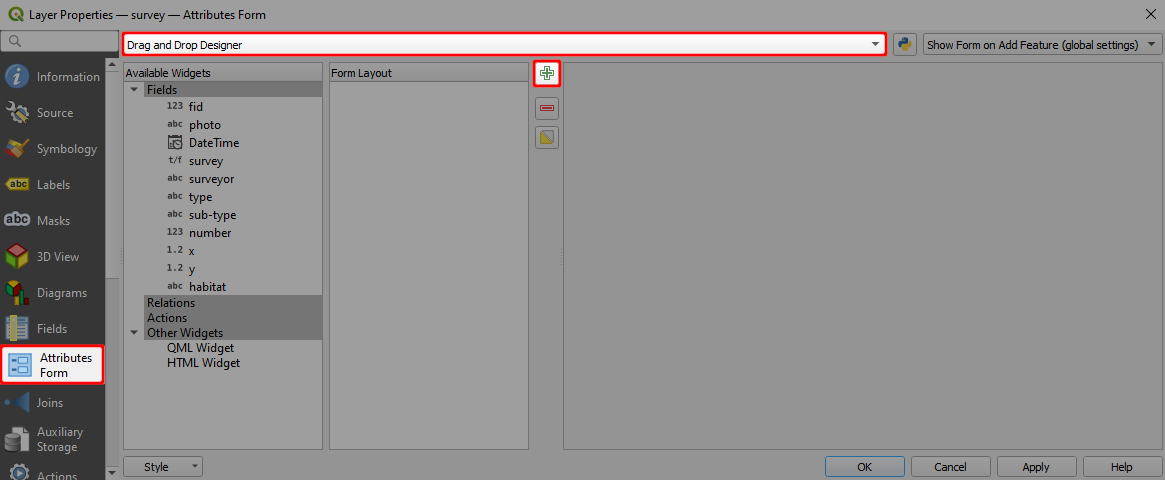 Layer Properties — survey — Attributes Form
Drag and Drop Designer
Show Form on Add Feature (global settings)
Information
Source
Symbology
abc Labels
abc Masks
3D View
Diagrams
Fields
Attributes
Form
Joins
Auxiliary
Storage
Actions
Available Widgets
Fields
123 fid
abc photo
DateTime
t/f survey
abc surveyor
abc type
abc sub-type
123 number
1.2 x
1.2 y
abc habitat
Relations
Actions
Other Widgets
QML Widget
HTML Widget
Form Layout
Style
OK
Cancel
Apply
Help